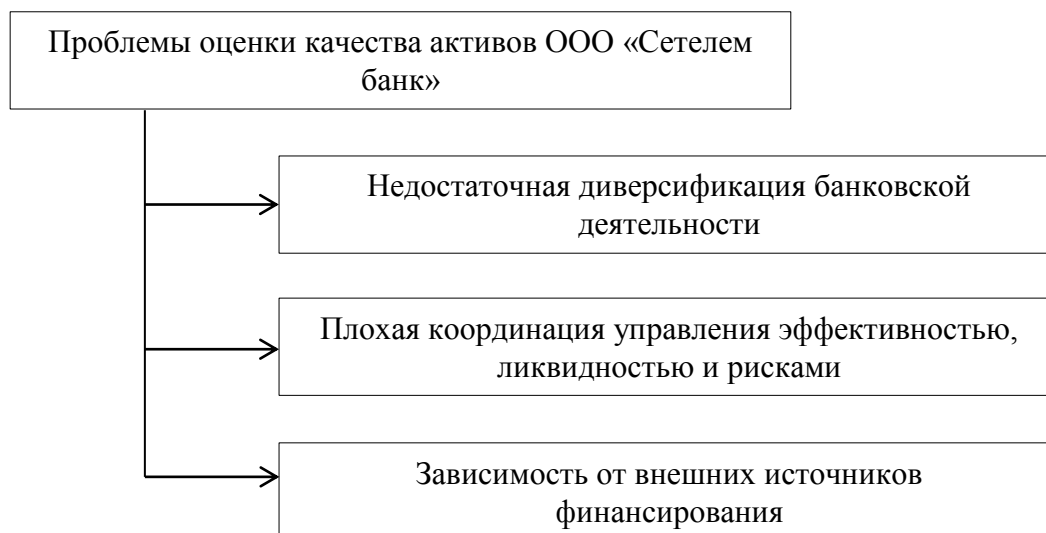 Проблемы оценки качества активов ООО «Сетелем
банк»
Недостаточная диверсификация банковской
деятельности
Плохая координация управления эффективностью,
ликвидностью и рисками
Зависимость от внешних источников
финансирования